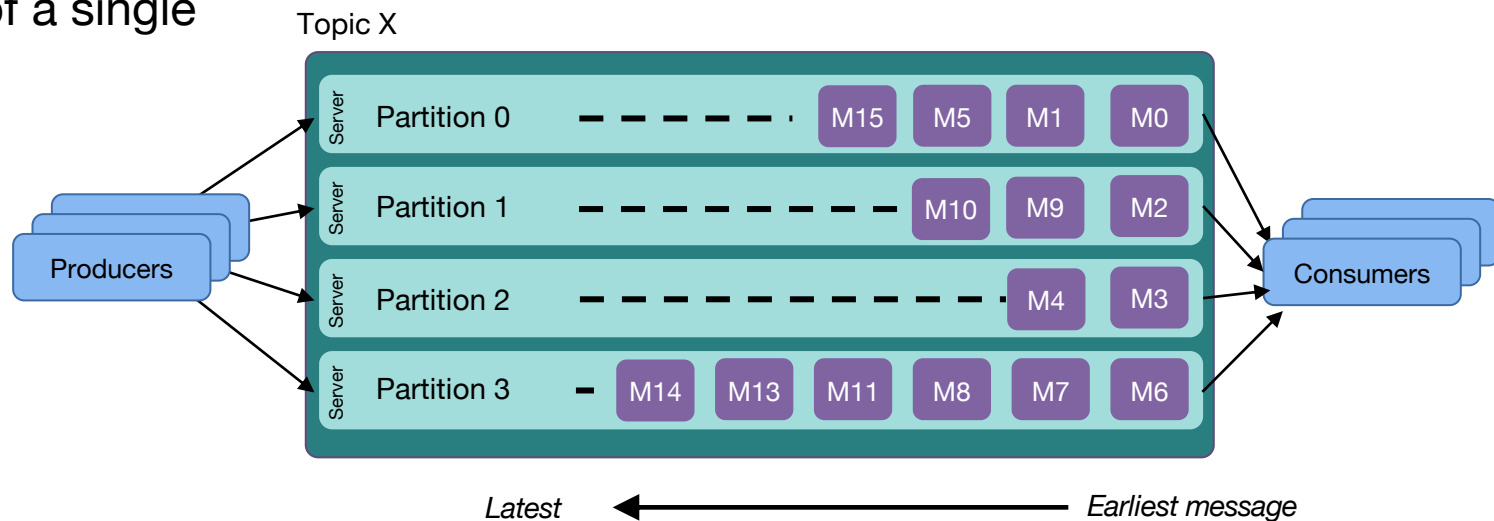 of a single
Topic X
Server Partition 0 M15 M5 M1 M0
Server Partition 1 M10 M9 M2
Producers
Server Partition 2 M4 M3
Consumers
Server Partition 3 M14 M13 M11 M8 M7 M6
Latest Earliest message